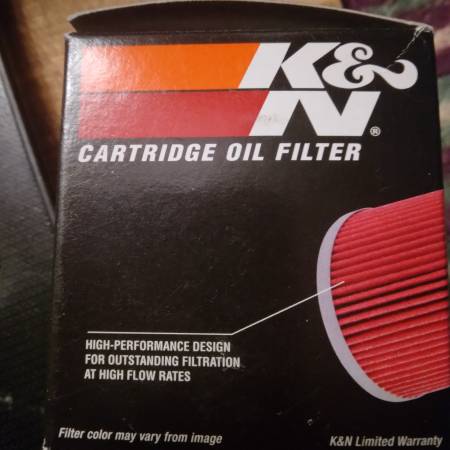 K&N®
CARTRIDGE OIL FILTER
HIGH-PERFORMANCE DESIGN
FOR OUTSTANDING FILTRATION
AT HIGH FLOW RATES
Filter color may vary from image
K&N Limited Warranty